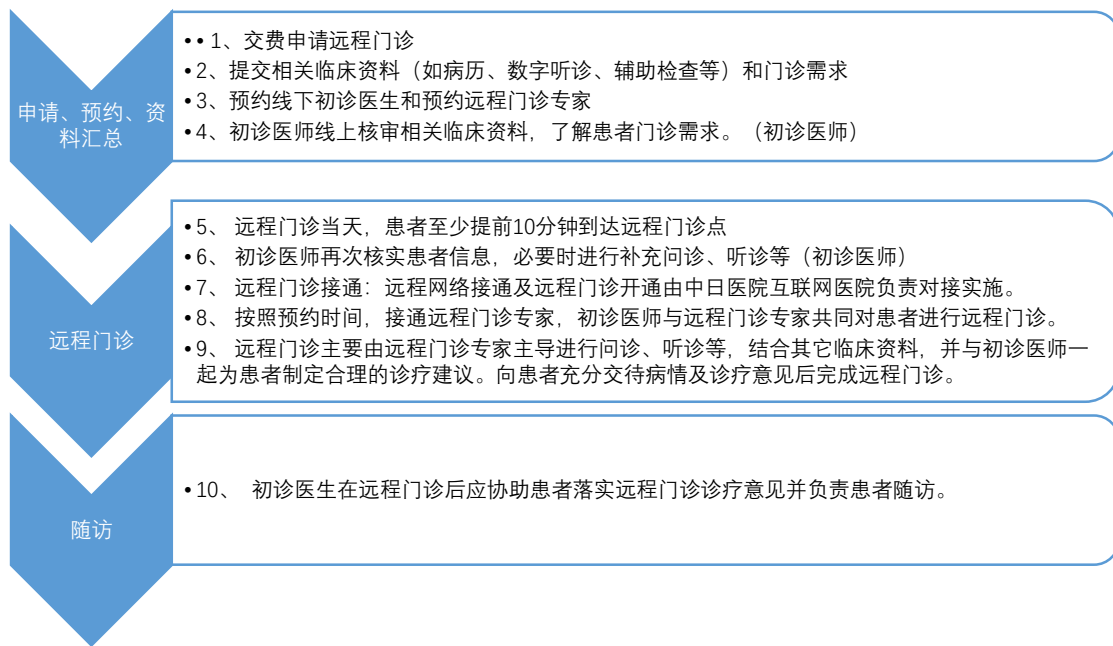 申请、预约、资
料汇总
•• 1、交费申请远程门诊
• 2、提交相关临床资料（如病历、数字听诊、辅助检查等）和门诊需求
• 3、预约线下初诊医生和预约远程门诊专家
• 4、初诊医师线上核审相关临床资料，了解患者门诊需求。（初诊医师）
远程门诊
• 5、 远程门诊当天，患者至少提前10分钟到达远程门诊点
• 6、 初诊医师再次核实患者信息，必要时进行补充问诊、听诊等（初诊医师）
• 7、 远程门诊接通：远程网络接通及远程门诊开通由中日医院互联网医院负责对接实施。
• 8、 按照预约时间，接通远程门诊专家，初诊医师与远程门诊专家共同对患者进行远程门诊。
• 9、 远程门诊主要由远程门诊专家主导进行问诊、听诊等，结合其它临床资料，并与初诊医师一
起为患者制定合理的诊疗建议。向患者充分交待病情及诊疗意见后完成远程门诊。
随访
• 10、 初诊医生在远程门诊后应协助患者落实远程门诊诊疗意见并负责患者随访。